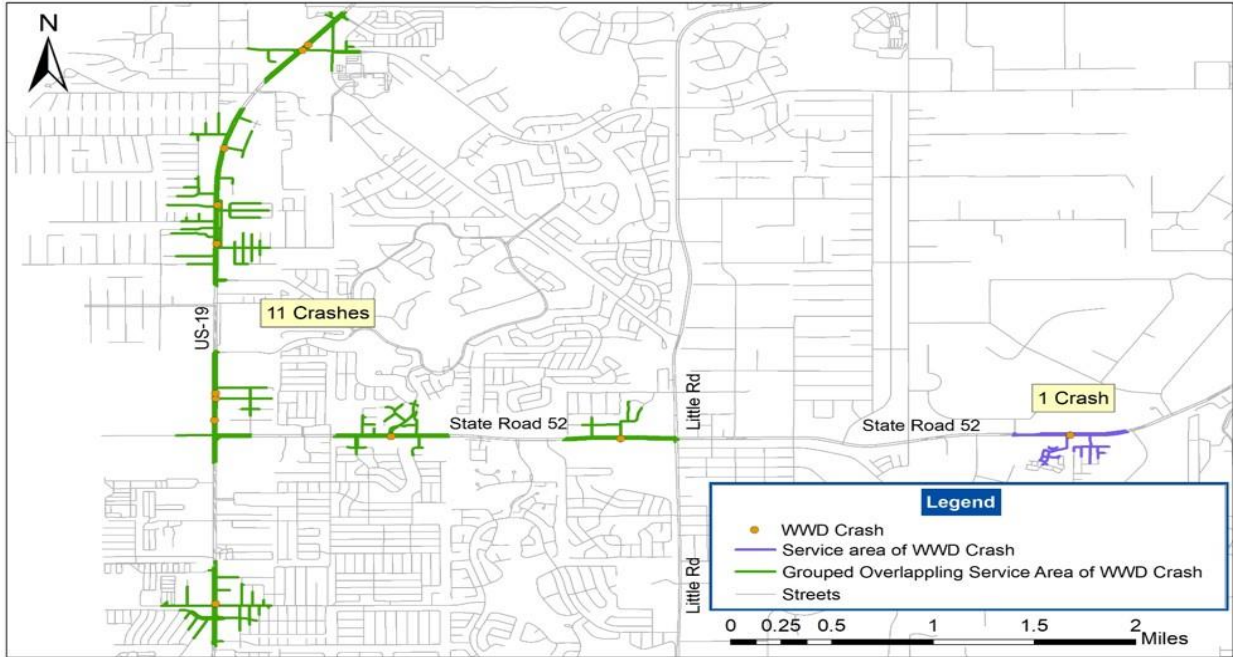 N
11 Crashes
US-19
Little Rd
1 Crash
State Road 52
State Road 52
Legend
WWD Crash
Service area of WWD Crash
Grouped Overlappling Service Area of WWD Crash
Streets
Little Rd
0 0.25 0.5 1 1.5 2
Miles